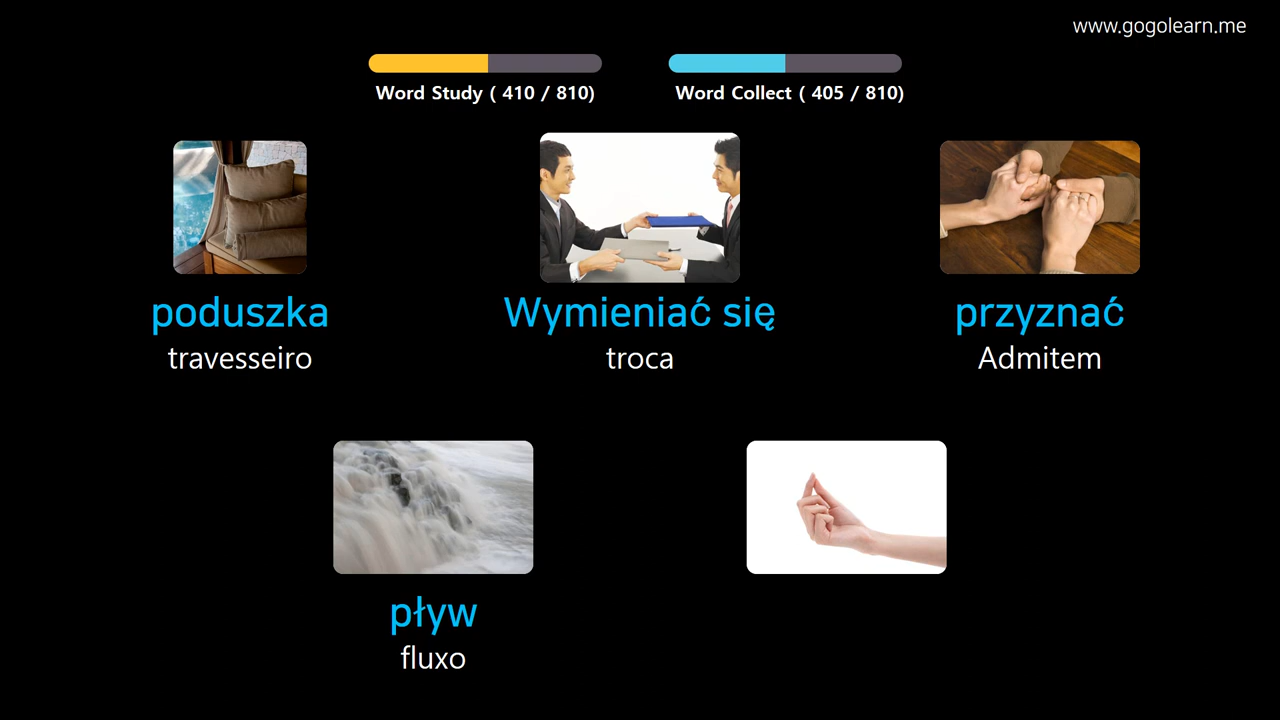 www.gogolearn.me
Word Study ( 410 / 810)
Word Collect ( 405 / 810)
poduszka
travesseiro
Wymieniać się
troca
przyznać
Admitem
pływ
fluxo